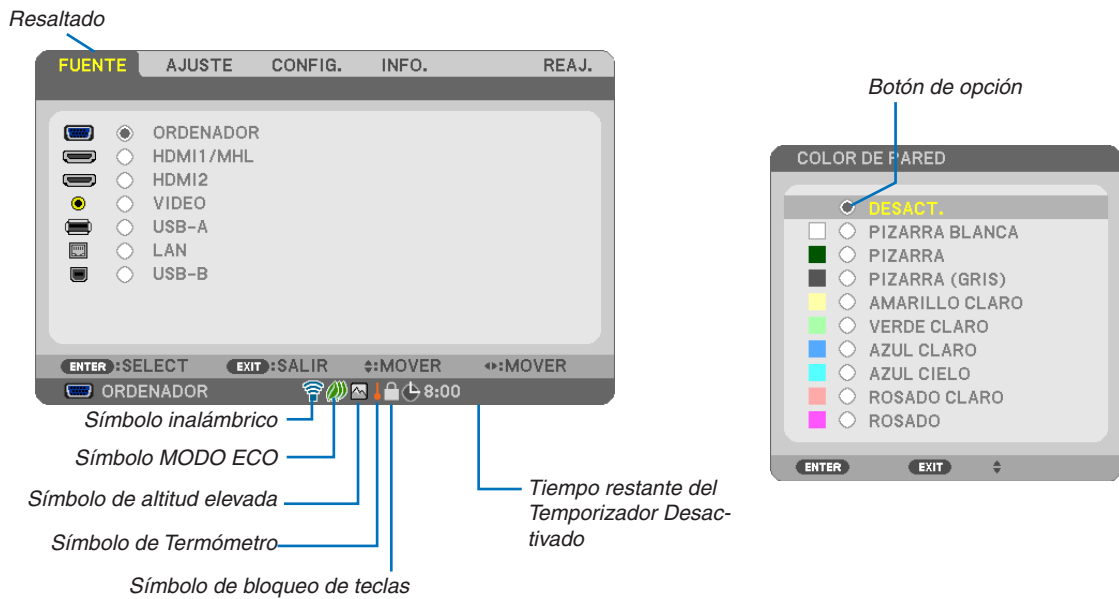 Resaltado
FUENTE AJUSTE CONFIG. INFO. REAJ.
ORDENADOR
HDMI1/MHL
HDMI2
VIDEO
USB-A
LAN
USB-B
ENTER :SELECT EXIT :SALIR :MOVER :MOVER
ORDENADOR 8:00
Símbolo inalámbrico
Símbolo MODO ECO
Símbolo de altitud elevada
Símbolo de Termómetro
Símbolo de bloqueo de teclas
Tiempo restante del
Temporizador Desac-
tivado
Botón de opción
COLOR DE PARED
DESACT.
PIZARRA BLANCA
PIZARRA
PIZARRA (GRIS)
AMARILLO CLARO
VERDE CLARO
AZUL CLARO
AZUL CIELO
ROSADO CLARO
ROSADO
ENTER EXIT